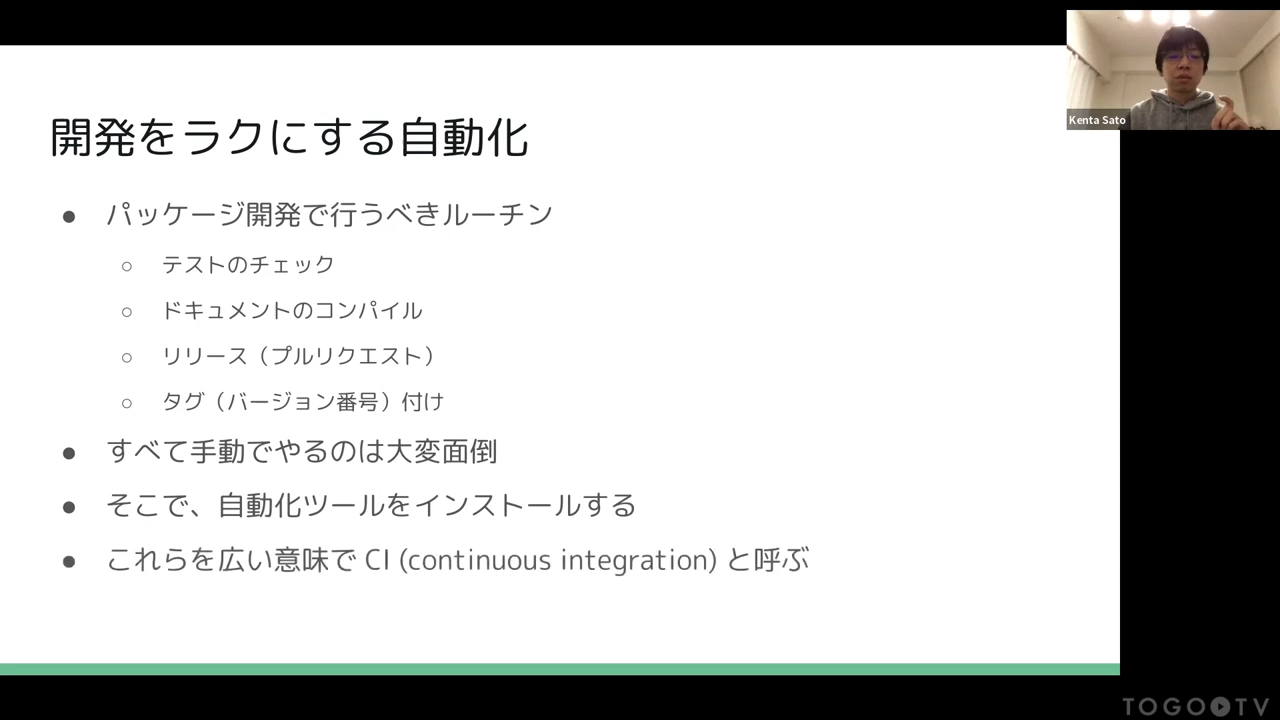 Kenta Sato
開発をラクにする自動化
● パッケージ開発で行うべきルーチン
○ テストのチェック
○ ドキュメントのコンパイル
○ リリース（プルリクエスト）
○ タグ（バージョン番号）付け
● すべて手動でやるのは大変面倒
● そこで、自動化ツールをインストールする
● これらを広い意味で CI (continuous integration) と呼ぶ
TOGO TV